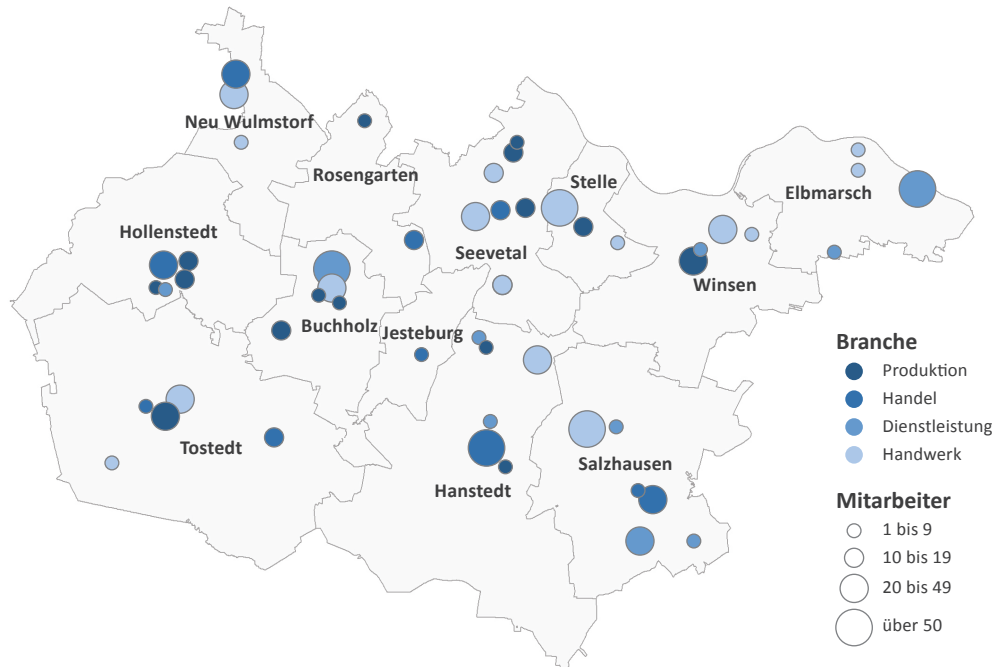 Neu Wulmstorf
Rosengarten
Stelle
Elbmarsch
Hollenstedt
Seevetal
Winsen
Buchholz
Jesteburg
Tostedt
Hanstedt
Salzhausen
Branche
Produktion
Handel
Dienstleistung
Handwerk
Mitarbeiter
1 bis 9
10 bis 19
20 bis 49
über 50